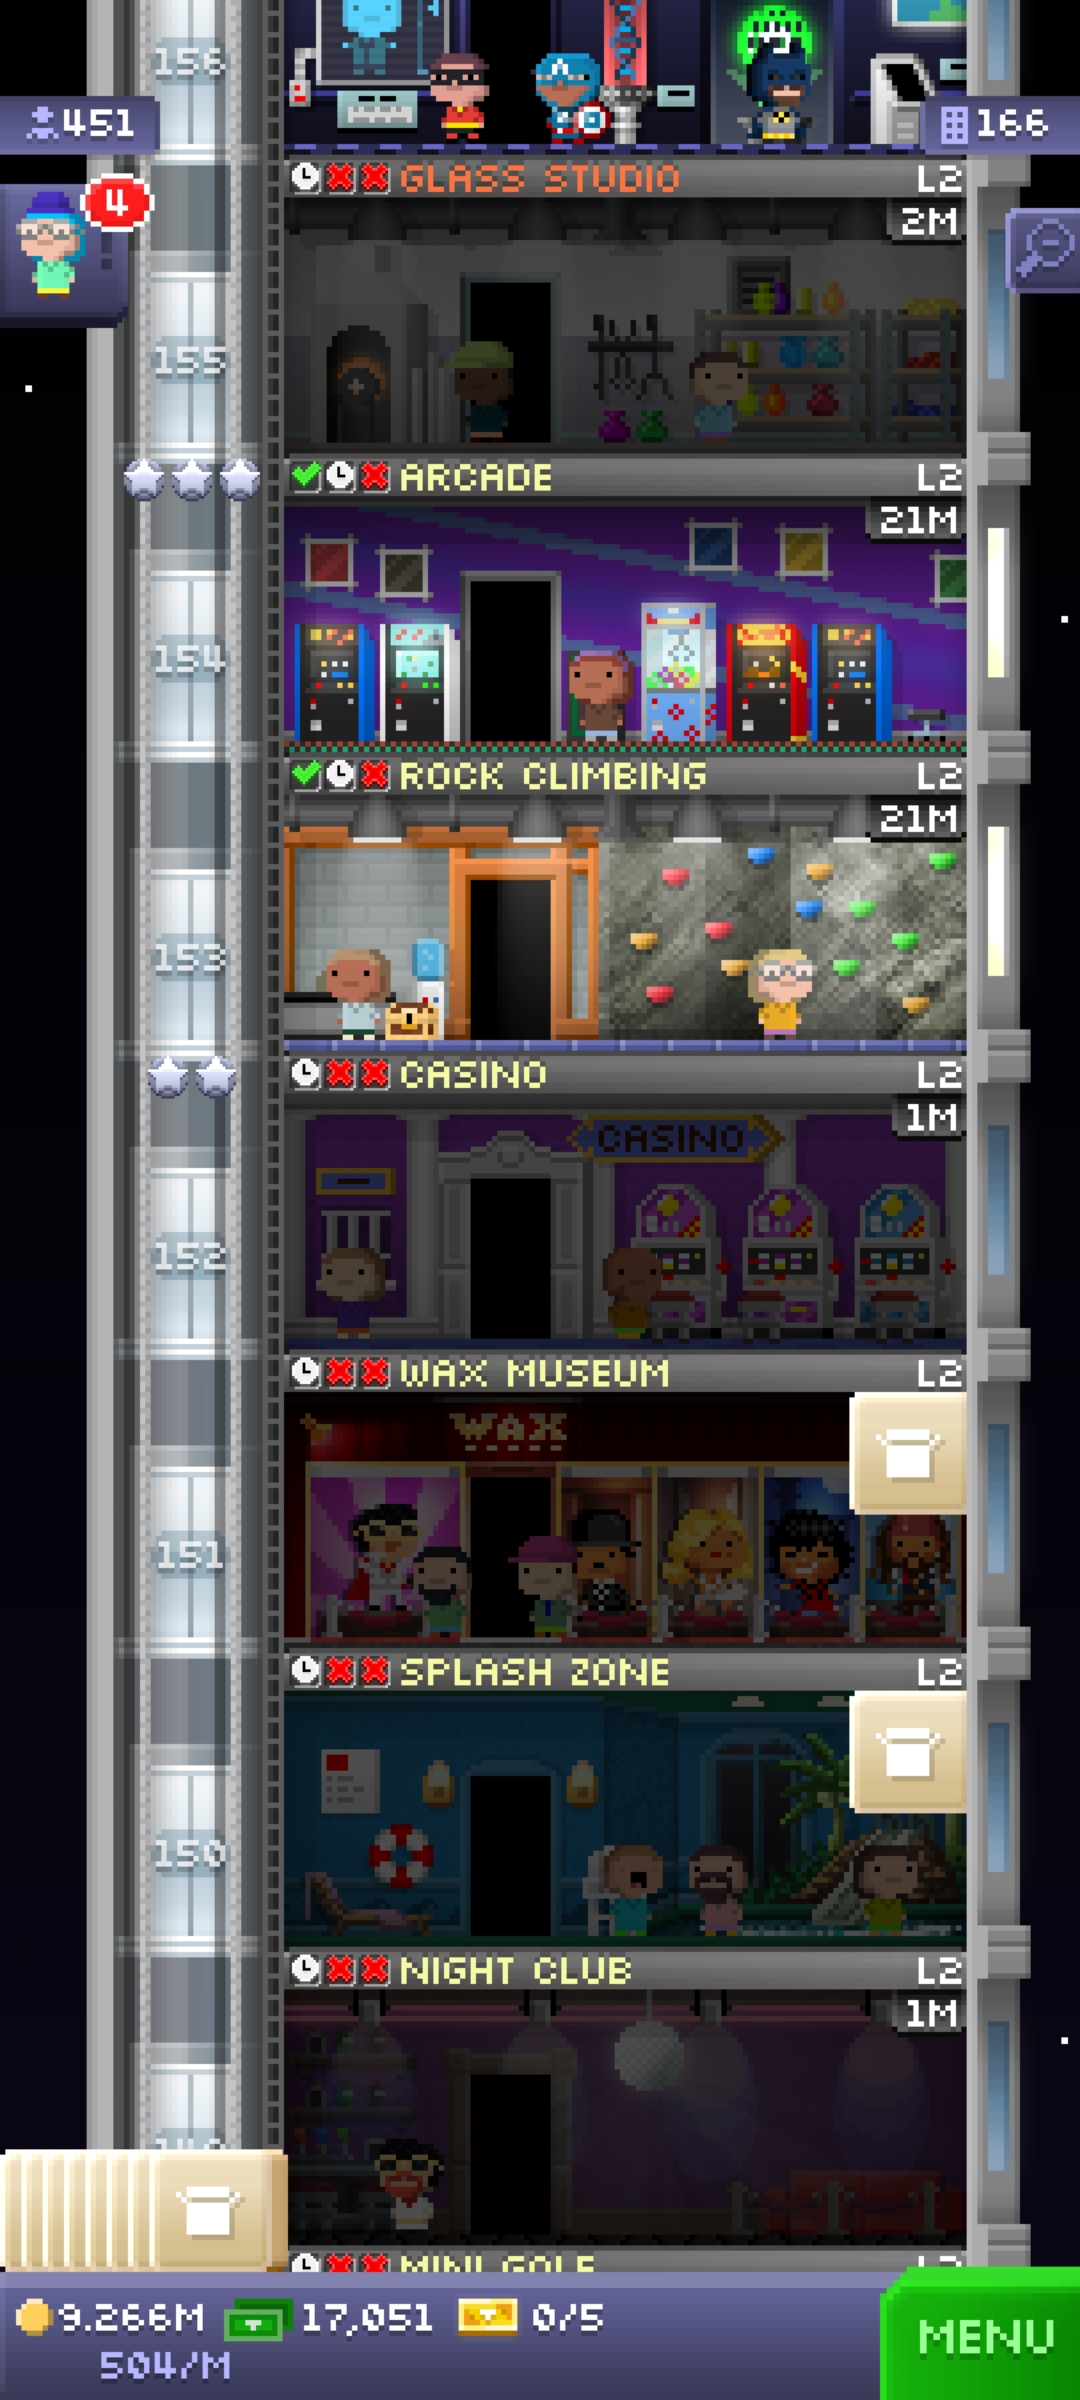 156
451
166
GLASS STUDIO L2
4
2M
155
ARCADE L2
21M
154
ROCK CLIMBING L2
21M
153
CASINO L2
1M
CASINO
152
WAX MUSEUM L2
WAX
151
SPLASH ZONE L2
150
NIGHT CLUB L2
1M
MINI GOLF L2
9.266M 17,051 0/5
504/M
MENU